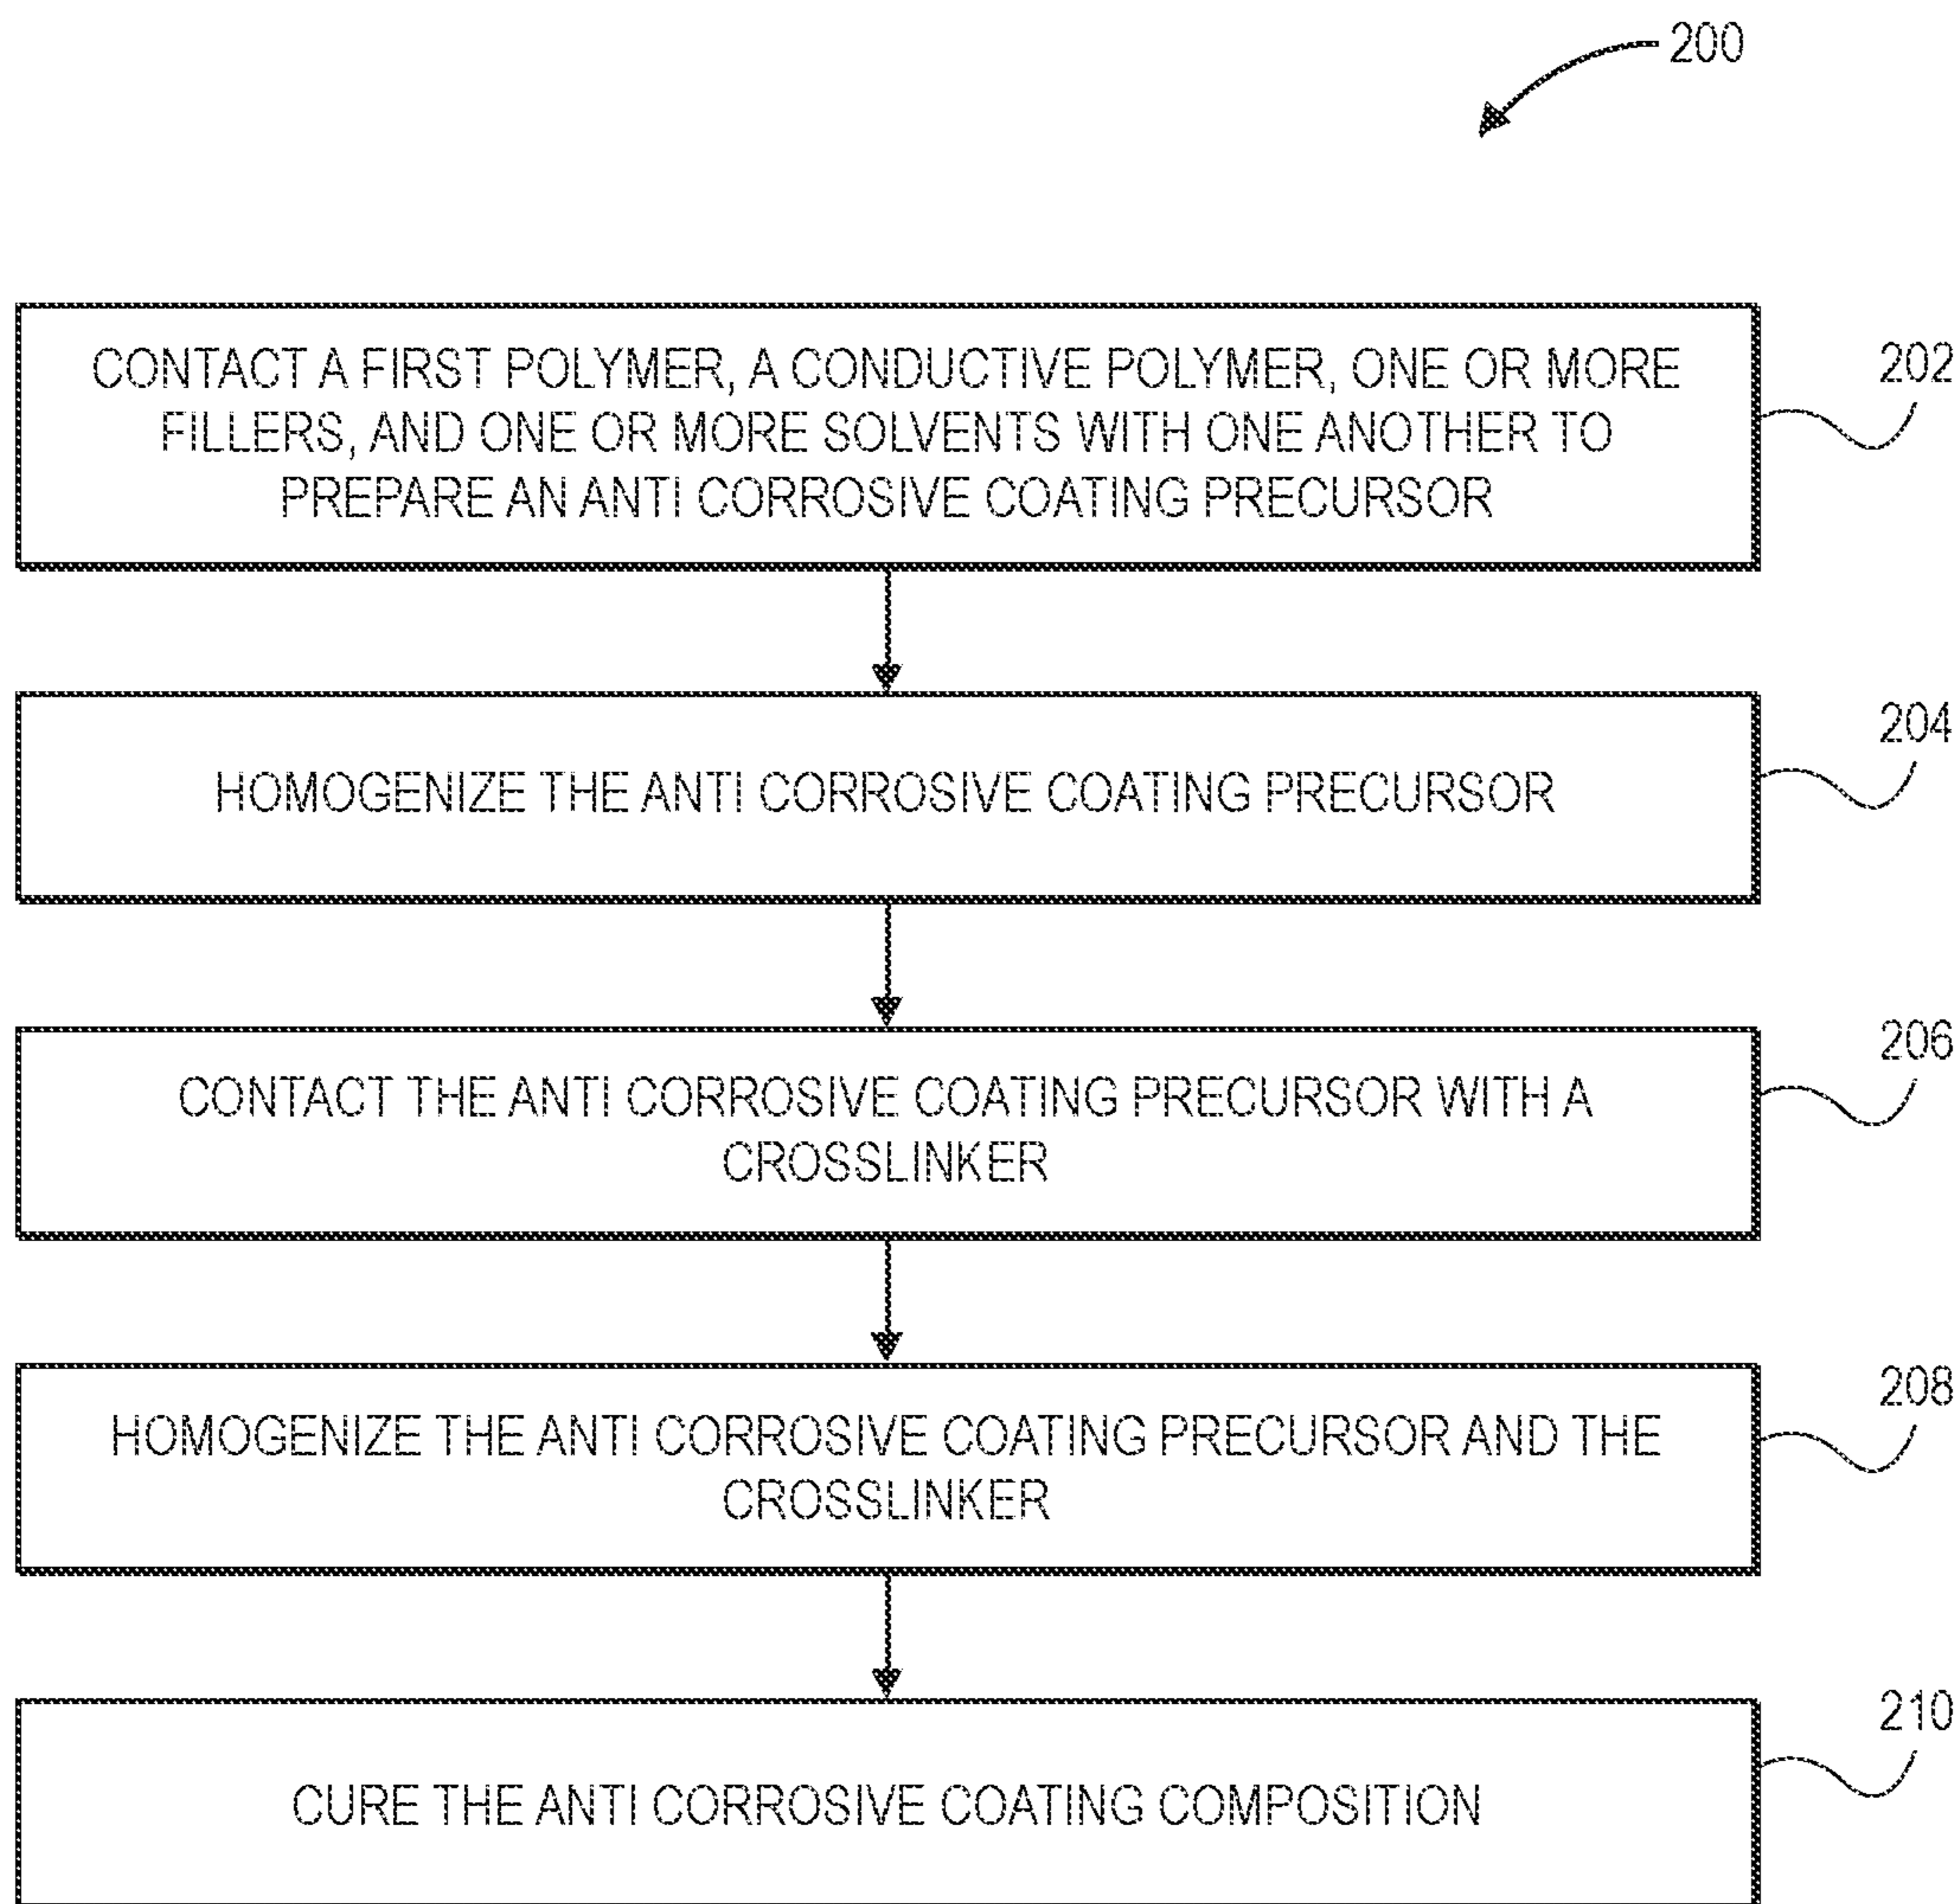 200
CONTACT A FIRST POLYMER, A CONDUCTIVE POLYMER, ONE OR MORE
FILLERS, AND ONE OR MORE SOLVENTS WITH ONE ANOTHER TO
PREPARE AN ANTI CORROSIVE COATING PRECURSOR
202
HOMOGENIZE THE ANTI CORROSIVE COATING PRECURSOR
204
CONTACT THE ANTI CORROSIVE COATING PRECURSOR WITH A
CROSSLINKER
206
HOMOGENIZE THE ANTI CORROSIVE COATING PRECURSOR AND THE
CROSSLINKER
208
CURE THE ANTI CORROSIVE COATING COMPOSITION
210